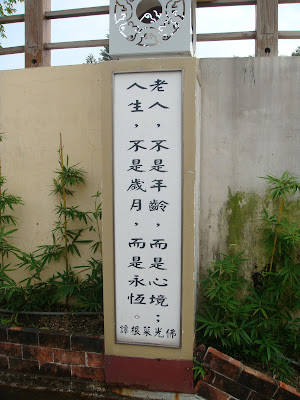 老人，不是年齡，而是心境；
人生，不是歲月，而是永恆。
佛光菜根譚